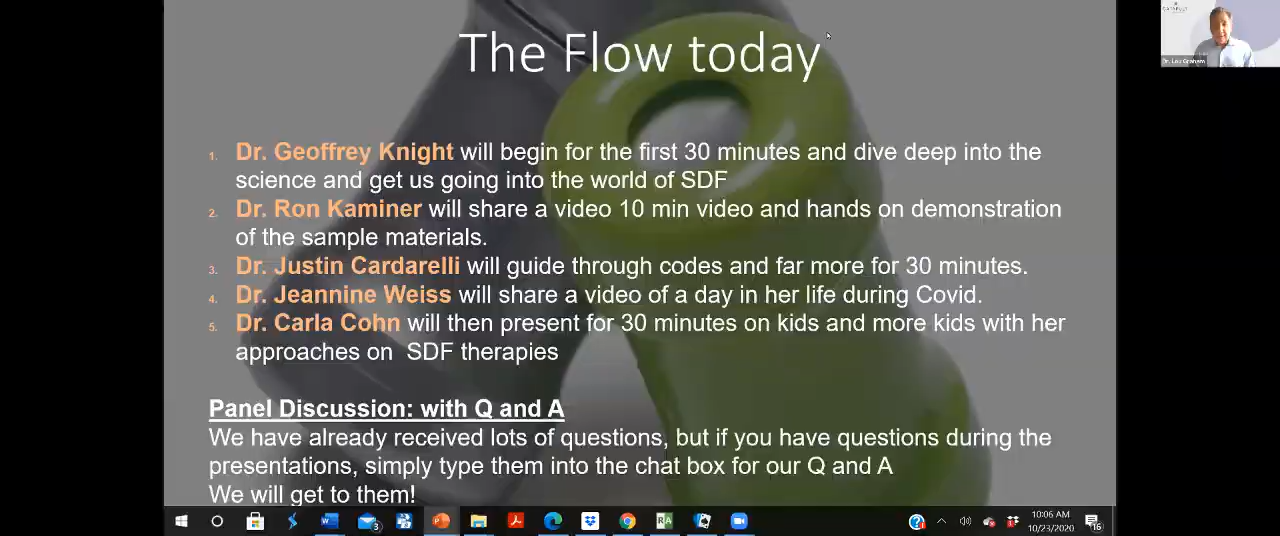 The Flow today
CATAPULT
Dr. Lou Graham
1. Dr. Geoffrey Knight will begin for the first 30 minutes and dive deep into the
science and get us going into the world of SDF
2. Dr. Ron Kaminer will share a video 10 min video and hands on demonstration
of the sample materials.
3. Dr. Justin Cardarelli will guide through codes and far more for 30 minutes.
4. Dr. Jeannine Weiss will share a video of a day in her life during Covid.
5. Dr. Carla Cohn will then present for 30 minutes on kids and more kids with her
approaches on SDF therapies
Panel Discussion: with Q and A
We have already received lots of questions, but if you have questions during the
presentations, simply type them into the chat box for our Q and A
We will get to them!
3
RA
10:06 AM
10/23/2020
16